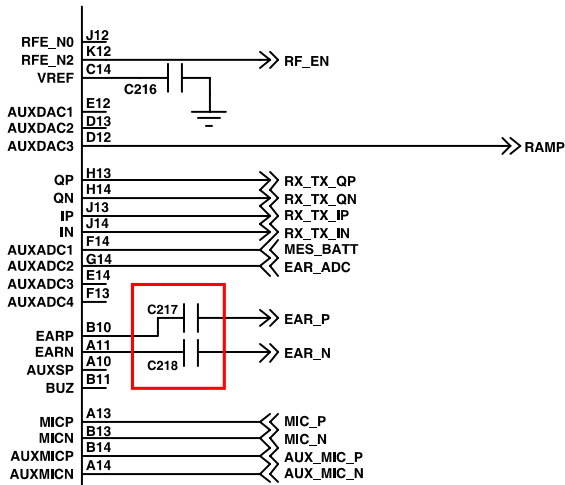 RFE_N0 J12
RFE_N2 K12 RF_EN
VREF C14
C216
AUXDAC1 E12
AUXDAC2 D13
AUXDAC3 D12 RAMP
QP H13 RX_TX_QP
QN H14 RX_TX_QN
IP J13 RX_TX_IP
IN J14 RX_TX_IN
AUXADC1 F14 MES_BATT
AUXADC2 G14 EAR_ADC
AUXADC3 E14
AUXADC4 F13
C217 EAR_P
EARP B10
EARN A11 EAR_N
AUXSP A10 C218
BUZ B11
MICP A13 MIC_P
MICN B13 MIC_N
AUXMICP B14 AUX_MIC_P
AUXMICN A14 AUX_MIC_N